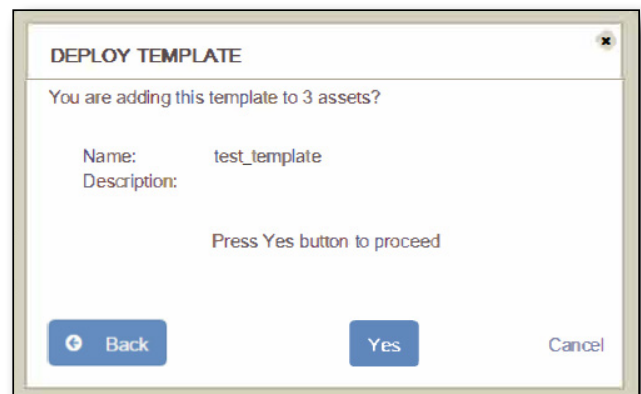 DEPLOY TEMPLATE
You are adding this template to 3 assets?
Name: test_template
Description:
Press Yes button to proceed
Back Yes Cancel